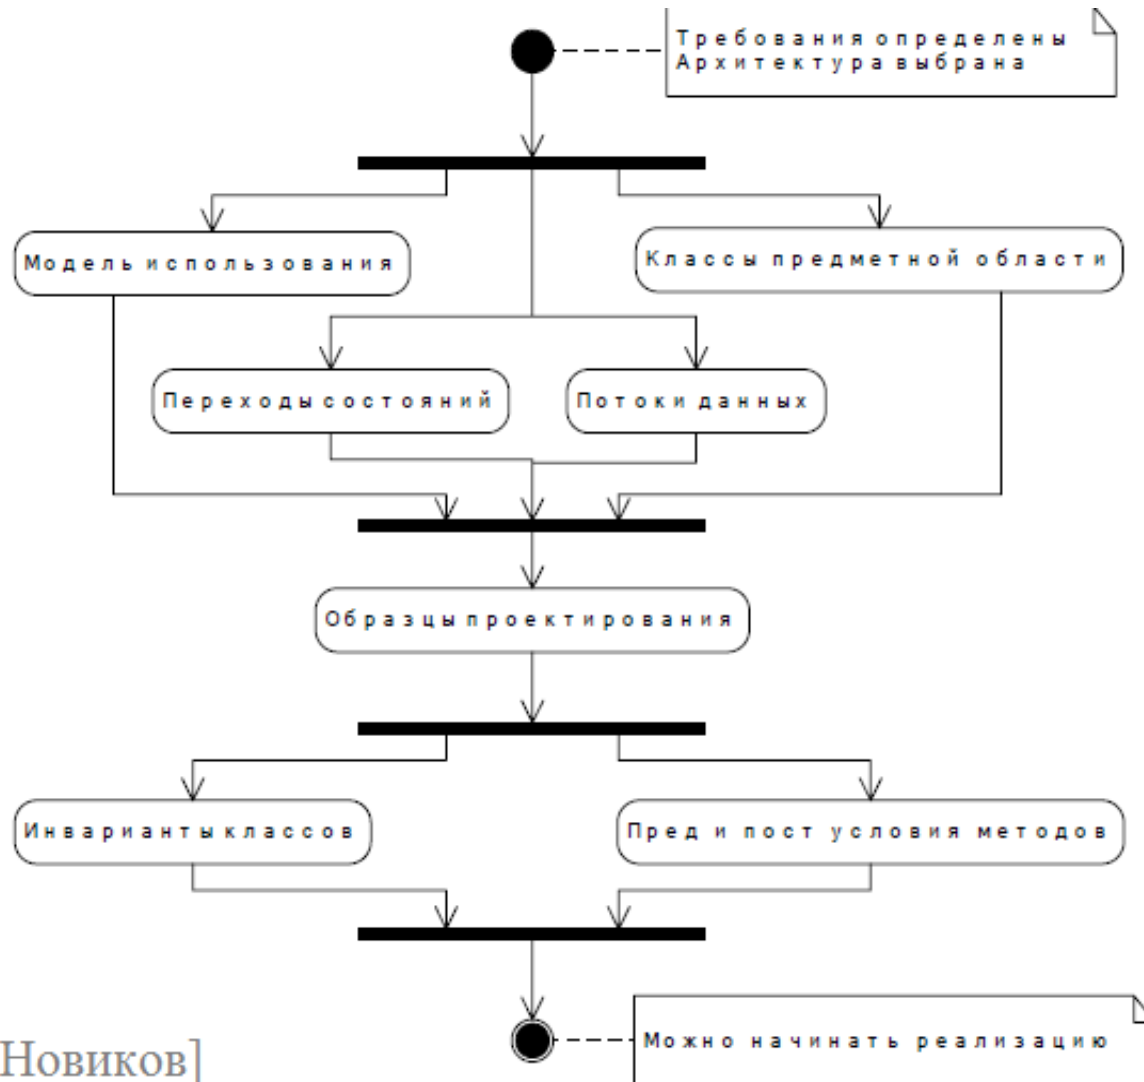 Требования определены
Архитектура выбрана
Модель использования
Классы предметной области
Переходы состояний
Потоки данных
Образцы проектирования
Инварианты классов
Пред и пост условия методов
Можно начинать реализацию
Новиков]